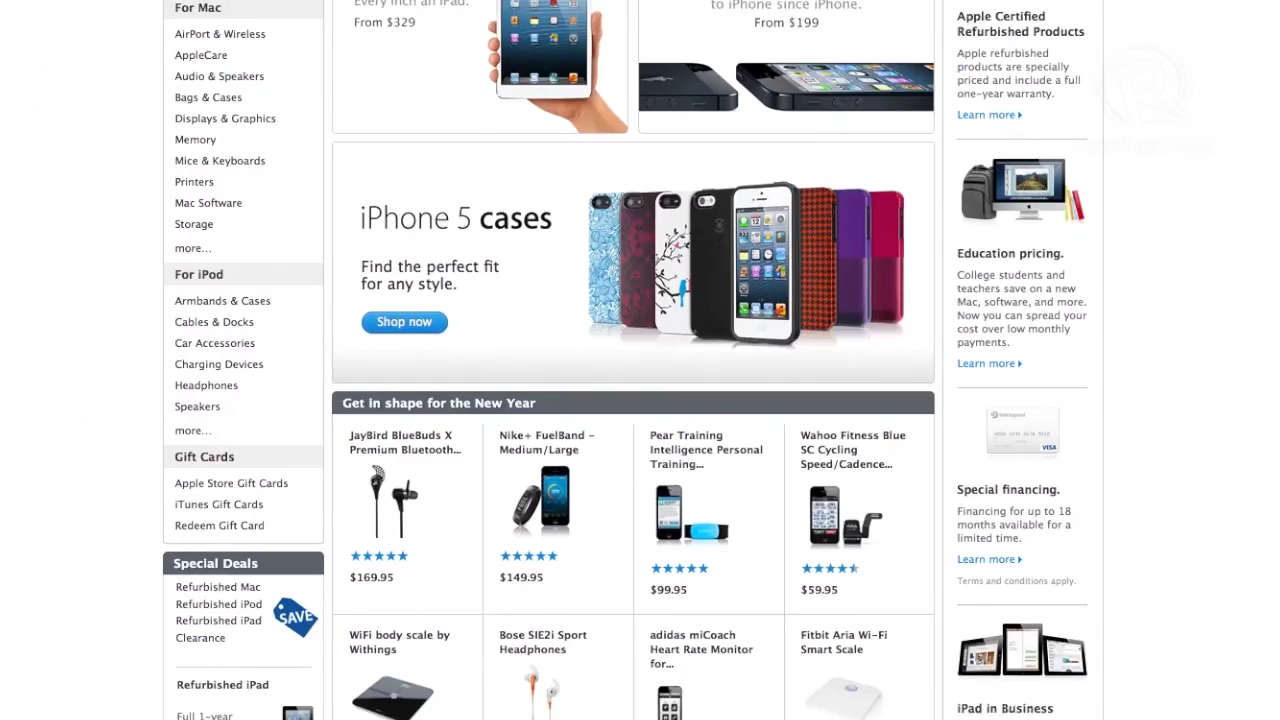 For Mac
AirPort & Wireless
AppleCare
Audio & Speakers
Bags & Cases
Displays & Graphics
Memory
Mice & Keyboards
Printers
Mac Software
Storage
more...
For iPod
Armbands & Cases
Cables & Docks
Car Accessories
Charging Devices
Headphones
Speakers
more...
Gift Cards
Apple Store Gift Cards
iTunes Gift Cards
Redeem Gift Card
Special Deals
Refurbished Mac
Refurbished iPod
Refurbished iPad
Clearance
SAVE
Refurbished iPad
Full 1-year
Every inch an iPad.
From $329
to iPhone since iPhone.
From $199
iPhone 5 cases
Find the perfect fit
for any style.
Shop now
Get in shape for the New Year
JayBird BlueBuds X
Premium Bluetooth...
$169.95
Nike+ FuelBand –
Medium/Large
$149.95
Pear Training
Intelligence Personal
Training...
$99.95
Wahoo Fitness Blue
SC Cycling
Speed/Cadence...
$59.95
WiFi body scale by
Withings
Bose SIE2i Sport
Headphones
adidas miCoach
Heart Rate Monitor
for...
Fitbit Aria Wi-Fi
Smart Scale
Apple Certified
Refurbished Products
Apple refurbished
products are specially
priced and include a full
one-year warranty.
Learn more
Education pricing.
College students and
teachers save on a new
Mac, software, and more.
Now you can spread your
cost over low monthly
payments.
Learn more
VISA
Special financing.
Financing for up to 18
months available for a
limited time.
Learn more
Terms and conditions apply.
iPad in Business